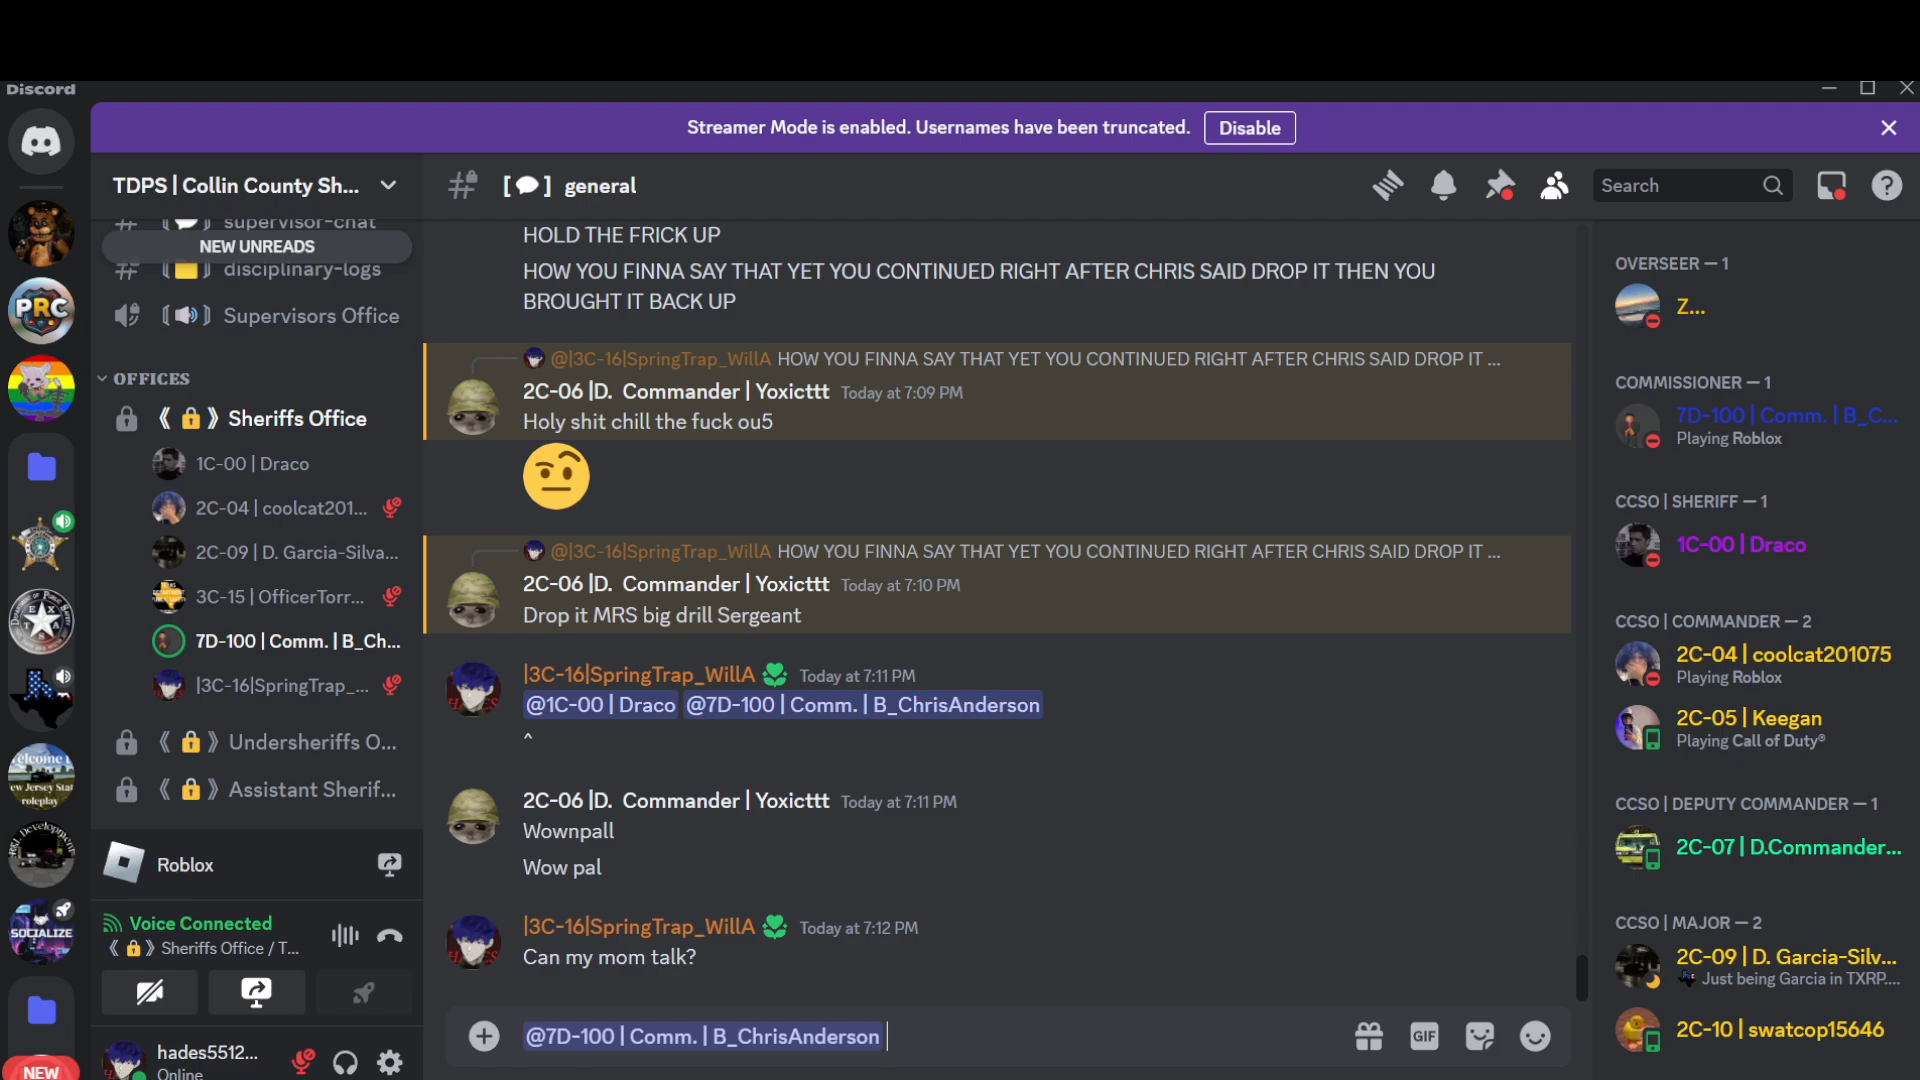 Discord
Streamer Mode is enabled. Usernames have been truncated. Disable
TDPS | Collin County Sh...
supervisor-chat
NEW UNREADS
disciplinary-logs
Supervisors Office
OFFICES
Sheriffs Office
1C-00 | Draco
2C-04 | coolcat201...
2C-09 | D. Garcia-Silva...
3C-15 | OfficerTorr...
7D-100 | Comm. | B_Ch...
|3C-16|SpringTrap_...
Undersheriffs O...
Assistant Sherif...
Roblox
Voice Connected
Sheriffs Office / T...
hades5512...
Online
PRC
SOCIALIZE
NEW
[💬] general
Search
HOLD THE FRICK UP
HOW YOU FINNA SAY THAT YET YOU CONTINUED RIGHT AFTER CHRIS SAID DROP IT THEN YOU
BROUGHT IT BACK UP
@|3C-16|SpringTrap_WillA HOW YOU FINNA SAY THAT YET YOU CONTINUED RIGHT AFTER CHRIS SAID DROP IT ...
2C-06 |D. Commander | Yoxicttt Today at 7:09 PM
Holy shit chill the fuck ou5
🤨
@|3C-16|SpringTrap_WillA HOW YOU FINNA SAY THAT YET YOU CONTINUED RIGHT AFTER CHRIS SAID DROP IT ...
2C-06 |D. Commander | Yoxicttt Today at 7:10 PM
Drop it MRS big drill Sergeant
|3C-16|SpringTrap_WillA Today at 7:11 PM
@1C-00 | Draco @7D-100 | Comm. | B_ChrisAnderson
^
2C-06 |D. Commander | Yoxicttt Today at 7:11 PM
Wownpall
Wow pal
|3C-16|SpringTrap_WillA Today at 7:12 PM
Can my mom talk?
@7D-100 | Comm. | B_ChrisAnderson
GIF
OVERSEER — 1
Z...
COMMISSIONER — 1
7D-100 | Comm. | B_C...
Playing Roblox
CCSO | SHERIFF — 1
1C-00 | Draco
CCSO | COMMANDER — 2
2C-04 | coolcat201075
Playing Roblox
2C-05 | Keegan
Playing Call of Duty®
CCSO | DEPUTY COMMANDER — 1
2C-07 | D.Commander...
CCSO | MAJOR — 2
2C-09 | D. Garcia-Silv...
Just being Garcia in TXRP....
2C-10 | swatcop15646